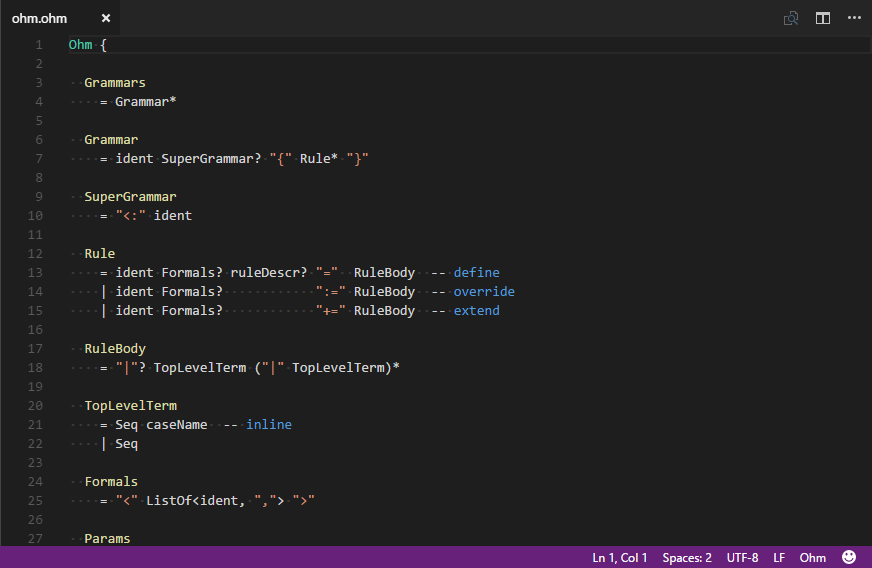 ohm.ohm ×
1 Ohm {
2
3   Grammars
4     = Grammar*
5
6   Grammar
7     = ident SuperGrammar? "{" Rule* "}"
8
9   SuperGrammar
10     = "<:" ident
11
12   Rule
13     = ident Formals? ruleDescr? "="  RuleBody  -- define
14     | ident Formals?            ":=" RuleBody  -- override
15     | ident Formals?            "+=" RuleBody  -- extend
16
17   RuleBody
18     = "|"? TopLevelTerm ("|" TopLevelTerm)*
19
20   TopLevelTerm
21     = Seq caseName  -- inline
22     | Seq
23
24   Formals
25     = "<" ListOf<ident, ","> ">"
26
27   Params
Ln 1, Col 1 Spaces: 2 UTF-8 LF Ohm